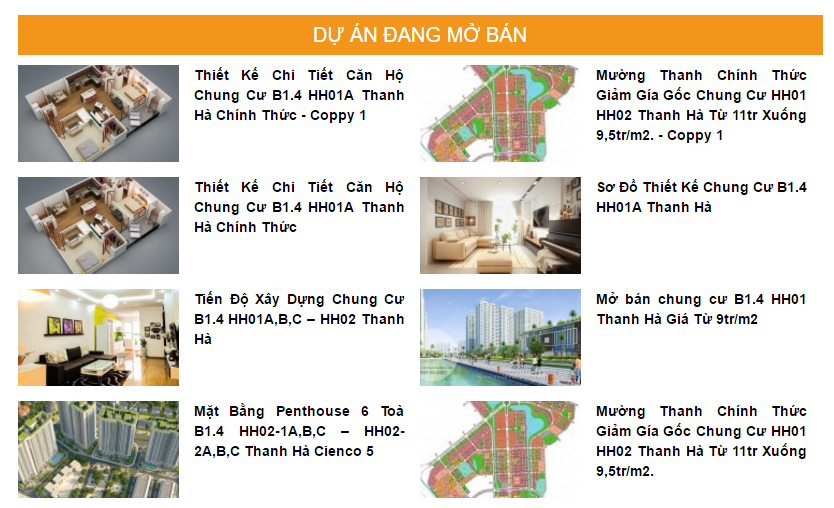 DỰ ÁN ĐANG MỞ BÁN
Thiết Kế Chi Tiết Căn Hộ
Chung Cư B1.4 HH01A Thanh
Hà Chính Thức - Coppy 1
Mường Thanh Chính Thức
Giảm Gía Gốc Chung Cư HH01
HH02 Thanh Hà Từ 11tr Xuống
9,5tr/m2. - Coppy 1
Thiết Kế Chi Tiết Căn Hộ
Chung Cư B1.4 HH01A Thanh
Hà Chính Thức
Sơ Đồ Thiết Kế Chung Cư B1.4
HH01A Thanh Hà
Tiến Độ Xây Dựng Chung Cư
B1.4 HH01A,B,C – HH02 Thanh
Hà
Mở bán chung cư B1.4 HH01
Thanh Hà Giá Từ 9tr/m2
Mặt Bằng Penthouse 6 Toà
B1.4 HH02-1A,B,C – HH02-
2A,B,C Thanh Hà Cienco 5
Mường Thanh Chính Thức
Giảm Gía Gốc Chung Cư HH01
HH02 Thanh Hà Từ 11tr Xuống
9,5tr/m2.